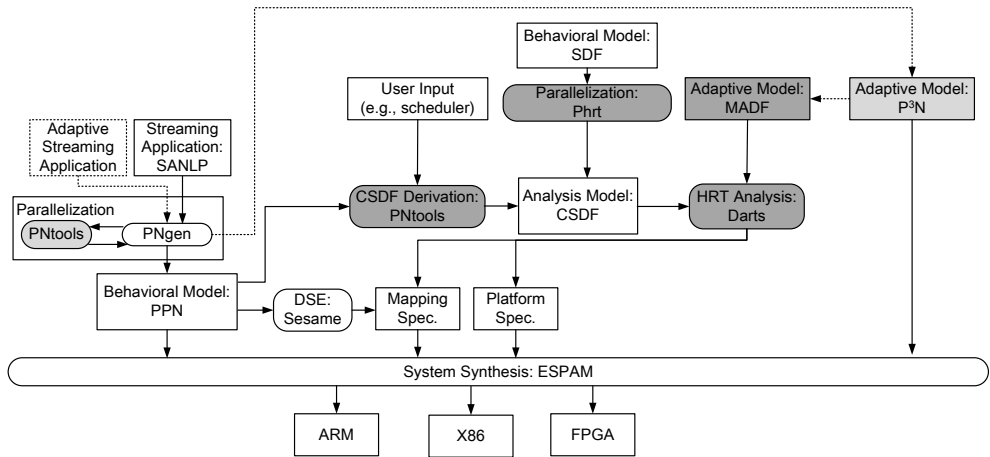 Behavioral Model:
SDF
User Input
(e.g., scheduler)
Parallelization:
Phrt
Adaptive Model:
MADF
Adaptive Model:
P³N
Adaptive
Streaming
Application
Streaming
Application:
SANLP
CSDF Derivation:
PNtools
Analysis Model:
CSDF
HRT Analysis:
Darts
Parallelization
PNtools
PNgen
Behavioral Model:
PPN
DSE:
Sesame
Mapping
Spec.
Platform
Spec.
System Synthesis: ESPAM
ARM
X86
FPGA